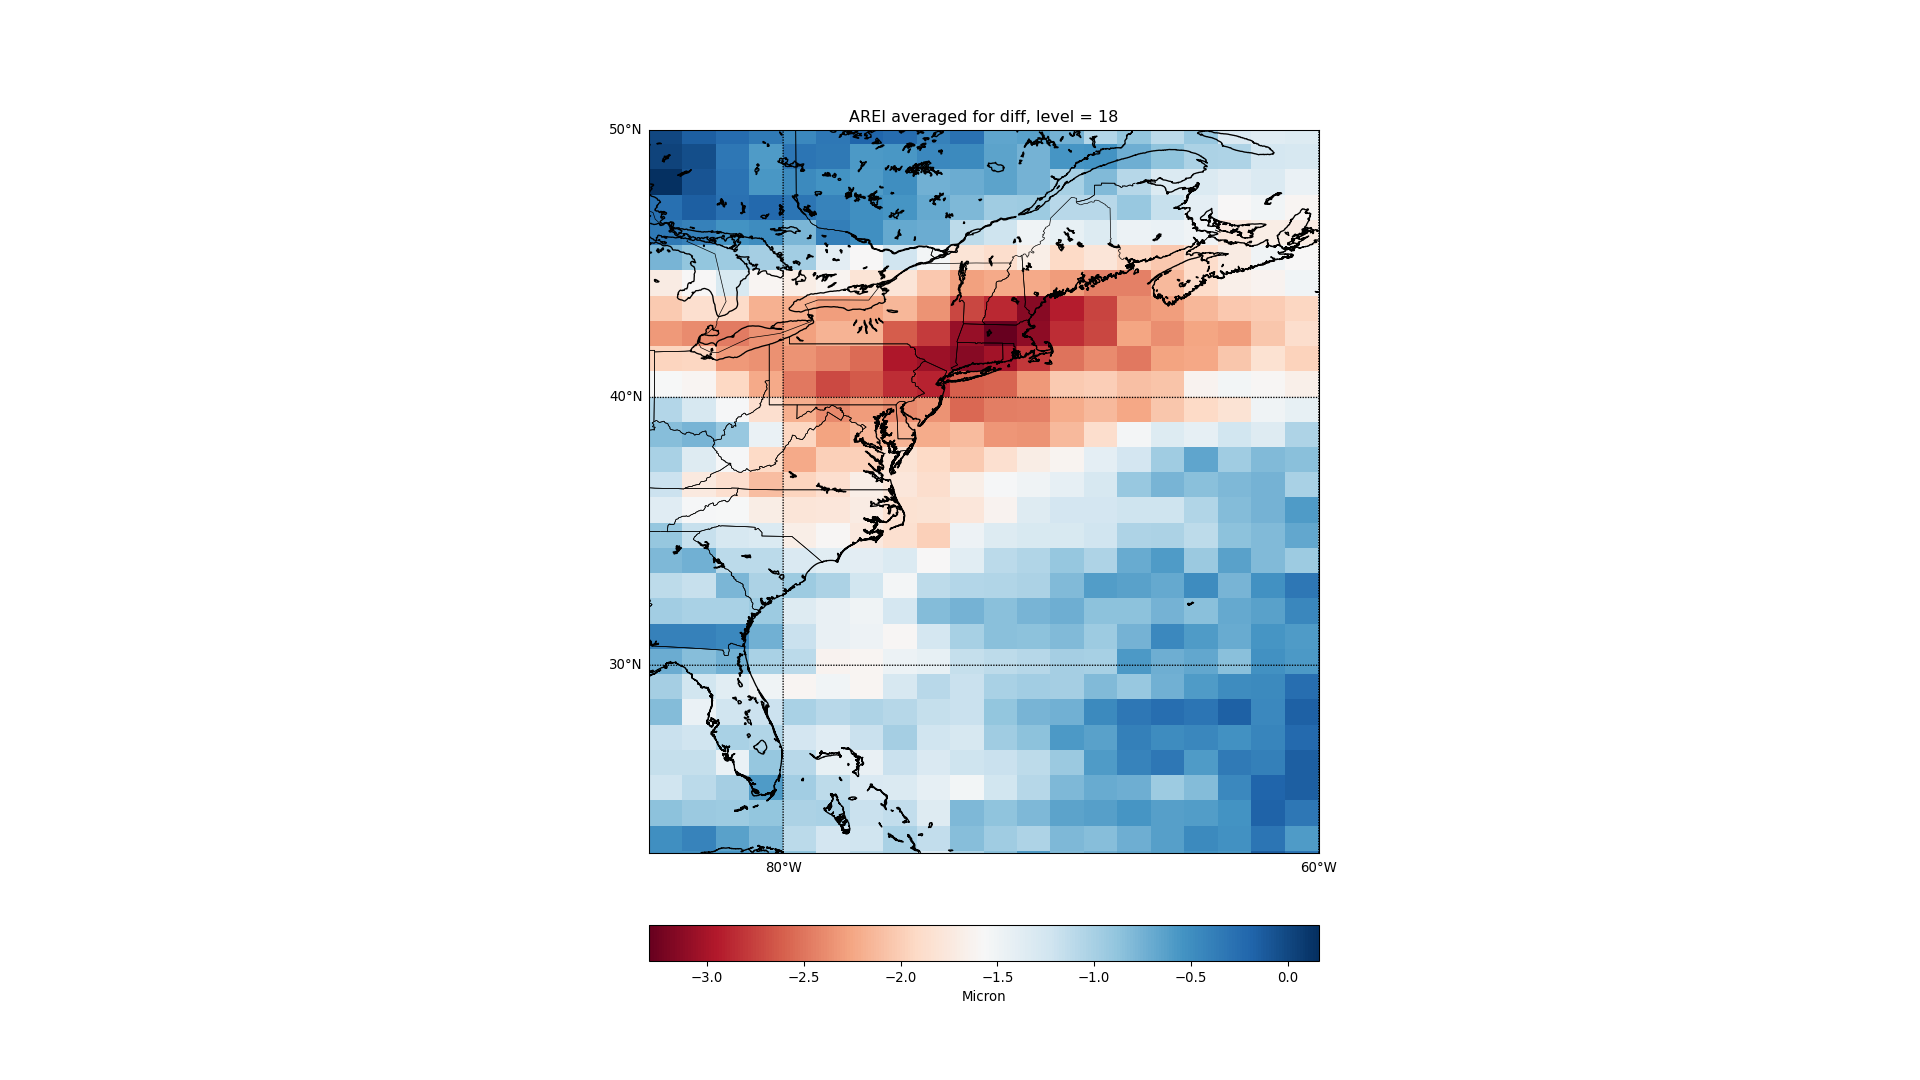 AREI averaged for diff, level = 18
50°N
40°N
30°N
80°W 60°W
−3.0 −2.5 −2.0 −1.5 −1.0 −0.5 0.0
Micron